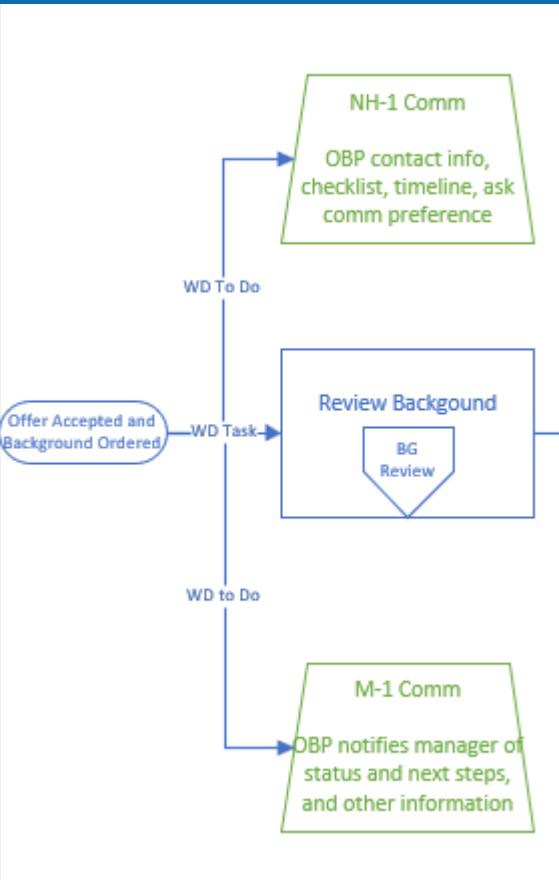 NH-1 Comm
OBP contact info,
checklist, timeline, ask
comm preference
WD To Do
Offer Accepted and
Background Ordered
WD Task
Review Backgound
BG
Review
WD to Do
M-1 Comm
OBP notifies manager of
status and next steps,
and other information